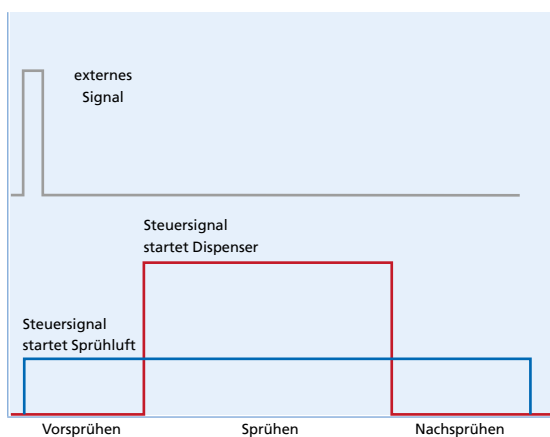 externes
Signal
Steuersignal
startet Dispenser
Steuersignal
startet Sprühluft
Vorsprühen
Sprühen
Nachsprühen